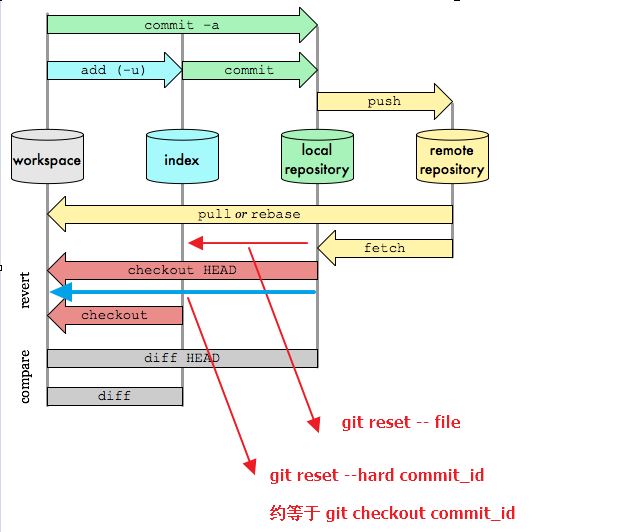 commit -a
add (-u)
commit
push
workspace
index
local
repository
remote
repository
pull or rebase
fetch
checkout HEAD
revert
checkout
compare
diff HEAD
diff
git reset -- file
git reset --hard commit_id
约等于 git checkout commit_id